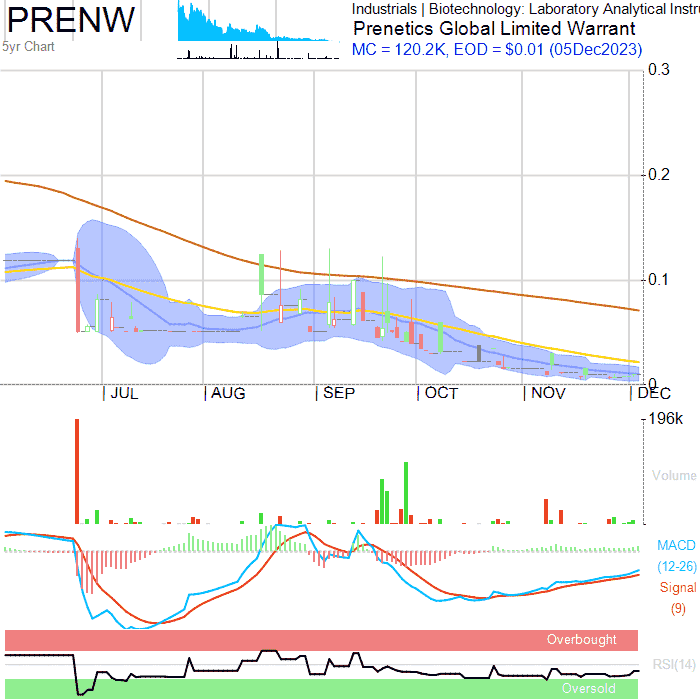 PRENW
5yr Chart
Industrials | Biotechnology: Laboratory Analytical Instru
Prenetics Global Limited Warrant
MC = 120.2K, EOD = $0.01 (05Dec2023)
0.3
0.2
0.1
0
JUL
AUG
SEP
OCT
NOV
DEC
196K
Volume
MACD
(12-26)
Signal
(9)
Overbought
RSI(14)
Oversold